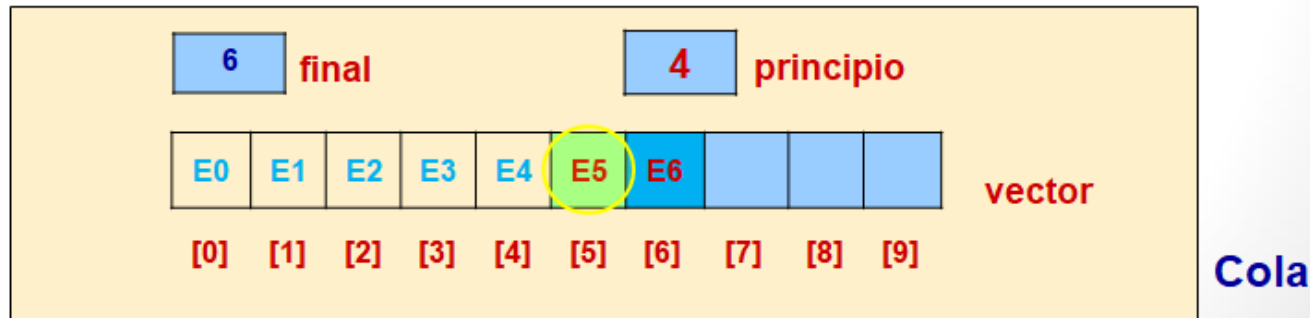 6 final 4 principio
E0 E1 E2 E3 E4 E5 E6 vector
[0] [1] [2] [3] [4] [5] [6] [7] [8] [9]
Cola